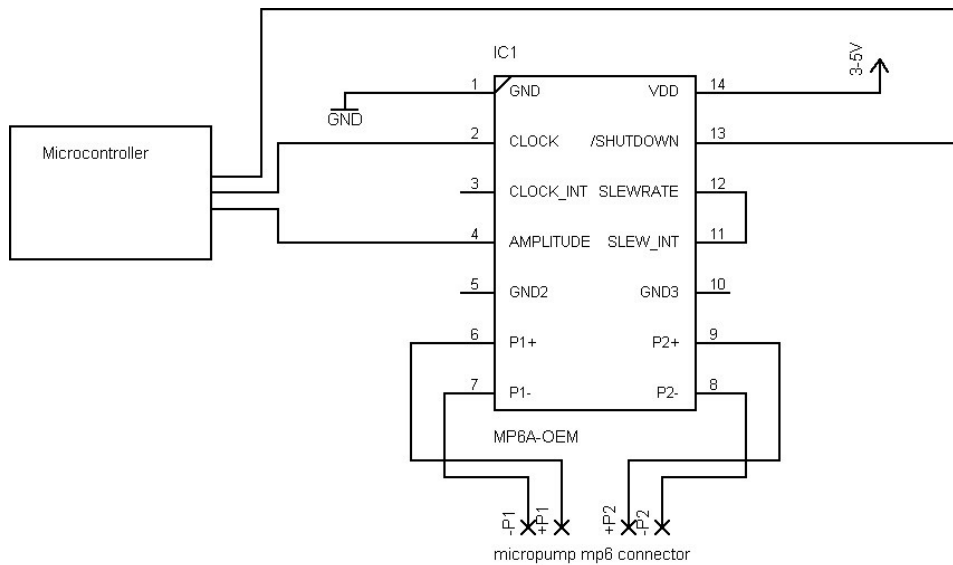 IC1
3-5V
1 GND VDD 14
GND
2 CLOCK /SHUTDOWN 13
Microcontroller
3 CLOCK_INT SLEWRATE 12
4 AMPLITUDE SLEW_INT 11
5 GND2 GND3 10
6 P1+ P2+ 9
7 P1- P2- 8
MP6A-OEM
-P1 +P1 +P2 -P2
micropump mp6 connector